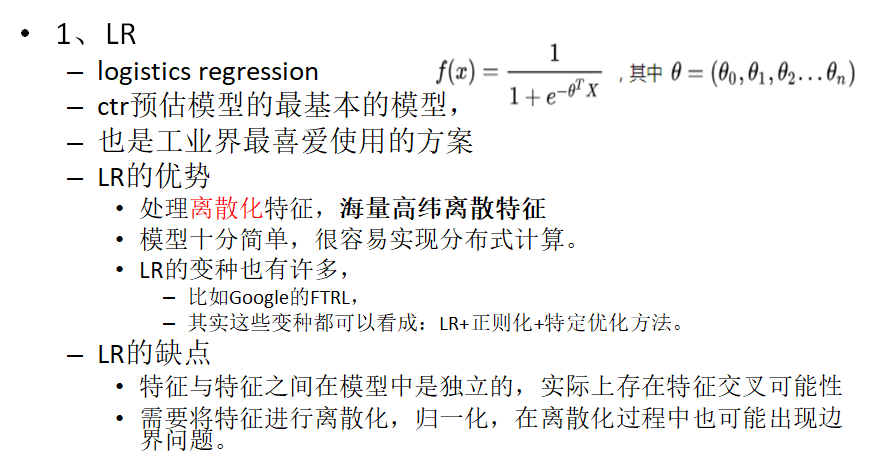 • 1、LR
– logistics regression
f(x) = 1 / (1 + e^{-θ^T X}) ，其中 θ = (θ₀, θ₁, θ₂…θₙ)
– ctr预估模型的最基本的模型，
– 也是工业界最喜爱使用的方案
– LR的优势
• 处理离散化特征，海量高纬离散特征
• 模型十分简单，很容易实现分布式计算。
• LR的变种也有许多，
– 比如Google的FTRL，
– 其实这些变种都可以看成：LR+正则化+特定优化方法。
– LR的缺点
• 特征与特征之间在模型中是独立的，实际上存在特征交叉可能性
• 需要将特征进行离散化，归一化，在离散化过程中也可能出现边
界问题。